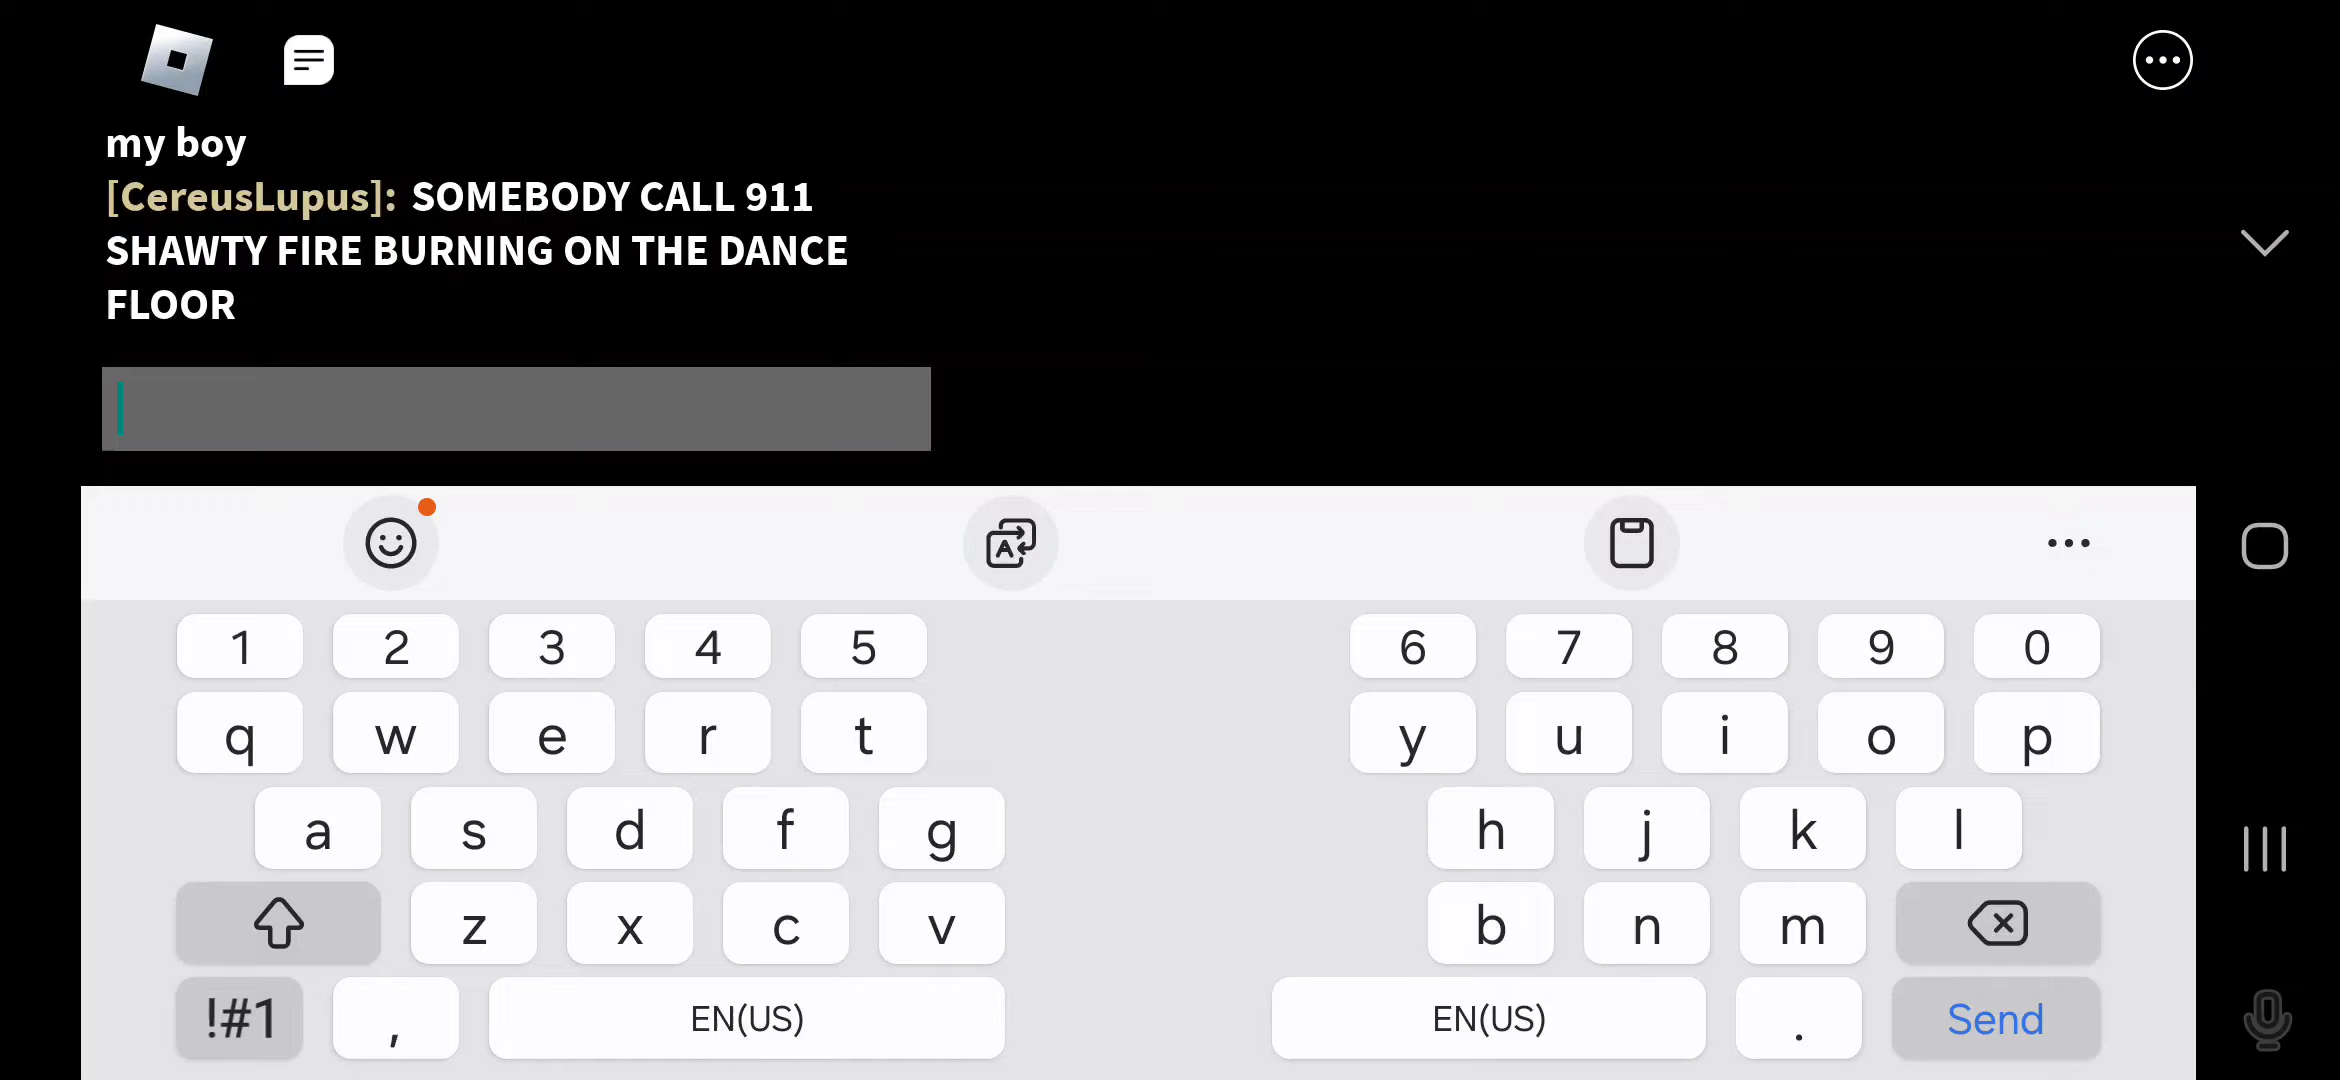 my boy
[CereusLupus]: SOMEBODY CALL 911
SHAWTY FIRE BURNING ON THE DANCE
FLOOR
1 2 3 4 5 6 7 8 9 0
q w e r t y u i o p
a s d f g h j k l
z x c v b n m
!#1 , EN(US) EN(US) . Send